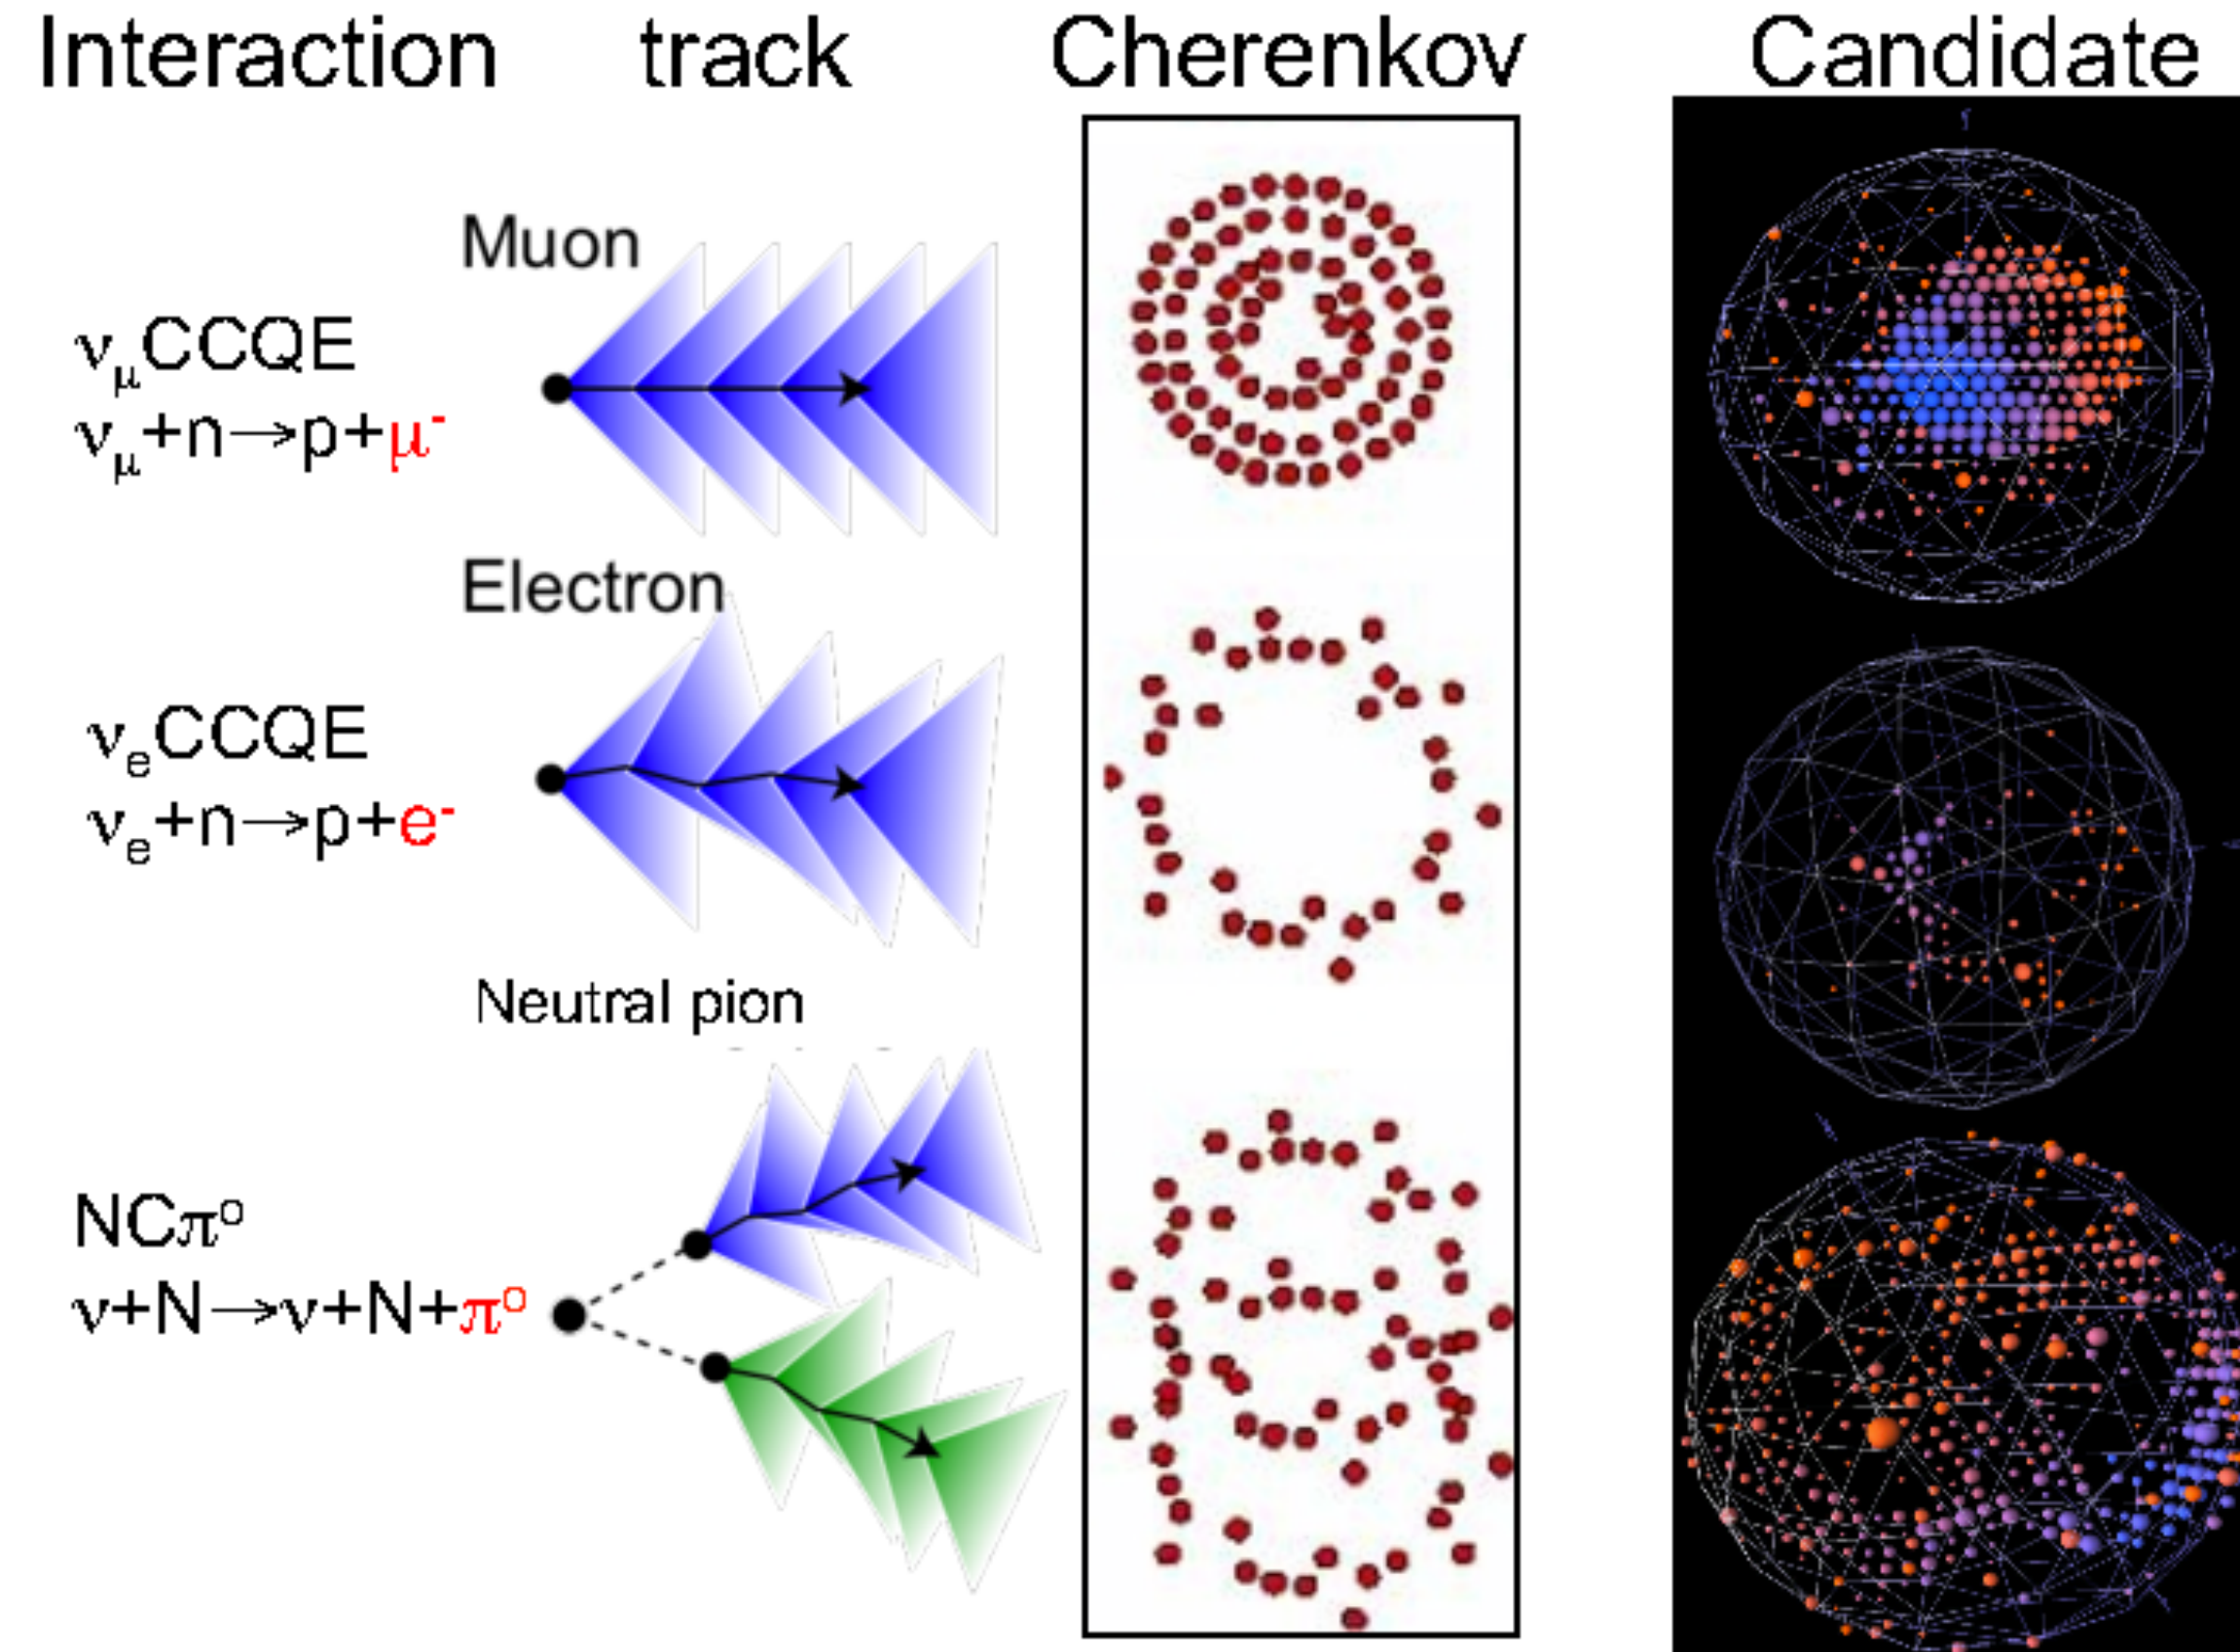 Interaction track Cherenkov Candidate
Muon
νμCCQE
νμ+n→p+μ-
Electron
νeCCQE
νe+n→p+e-
Neutral pion
NCπo
ν+N→ν+N+πo